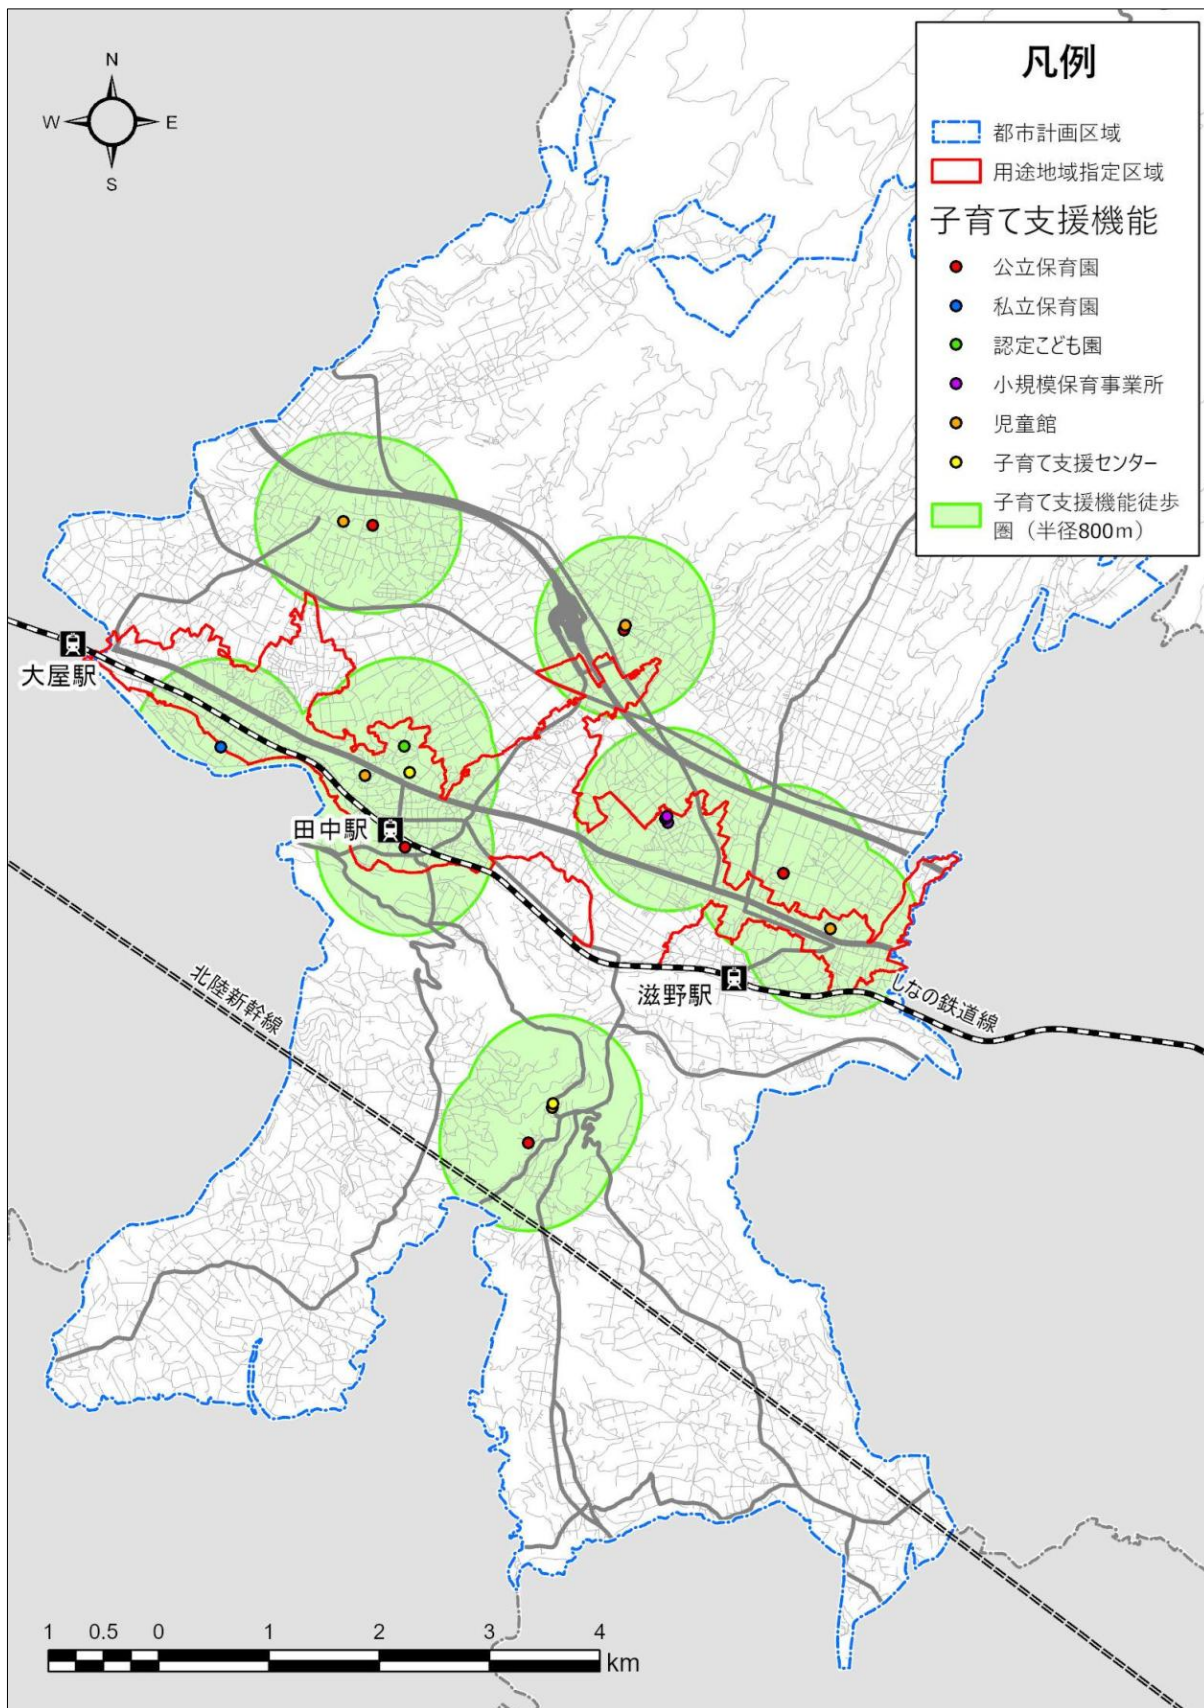 N
W
E
S
凡例
都市計画区域
用途地域指定区域
子育て支援機能
公立保育園
私立保育園
認定こども園
小規模保育事業所
児童館
子育て支援センター
子育て支援機能徒歩
圏（半径800m）
大屋駅
田中駅
滋野駅
しなの鉄道線
北陸新幹線
1 0.5 0 1 2 3 4
km